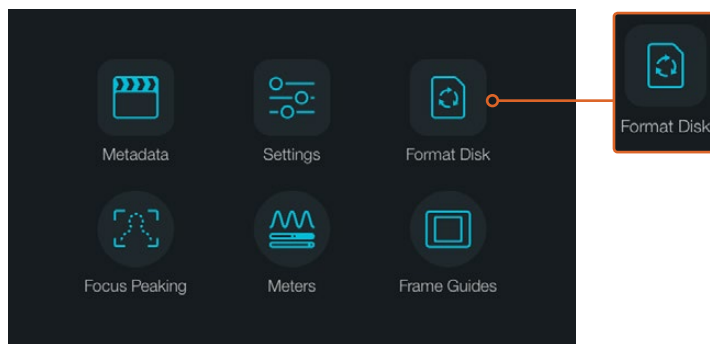 Metadata
Settings
Format Disk
Format Disk
Focus Peaking
Meters
Frame Guides